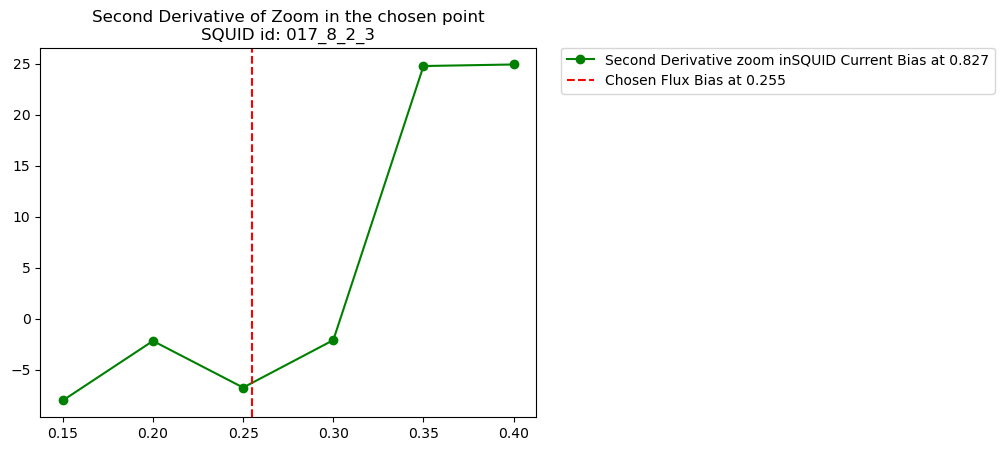 Second Derivative of Zoom in the chosen point
SQUID id: 017_8_2_3
Second Derivative zoom inSQUID Current Bias at 0.827
Chosen Flux Bias at 0.255
25
20
15
10
5
0
−5
0.15 0.20 0.25 0.30 0.35 0.40